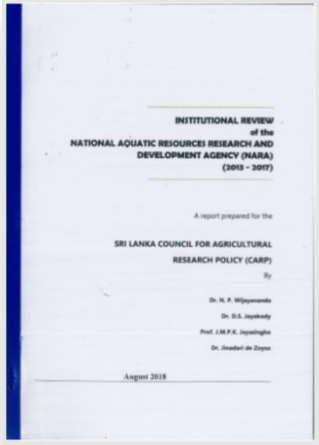 INSTITUTIONAL REVIEW
of the
NATIONAL AQUATIC RESOURCES RESEARCH AND
DEVELOPMENT AGENCY (NARA)
(2013 - 2017)
A report prepared for the
SRI LANKA COUNCIL FOR AGRICULTURAL
RESEARCH POLICY (CARP)
By
Dr. N. P. Wijayananda
Dr. D.S. Jayakody
Prof. J.M.P.K. Jayasinghe
Dr. Jinadari de Zoysa
August 2018